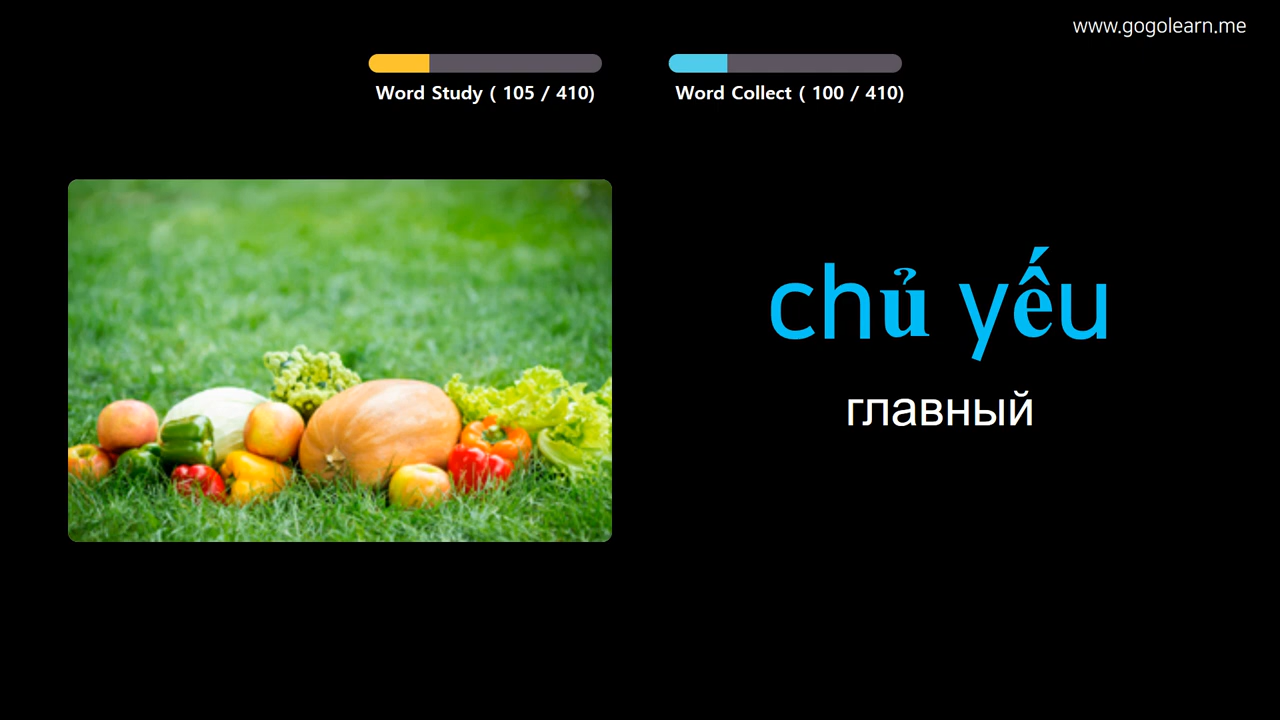 www.gogolearn.me
Word Study ( 105 / 410)
Word Collect ( 100 / 410)
chủ yếu
главный